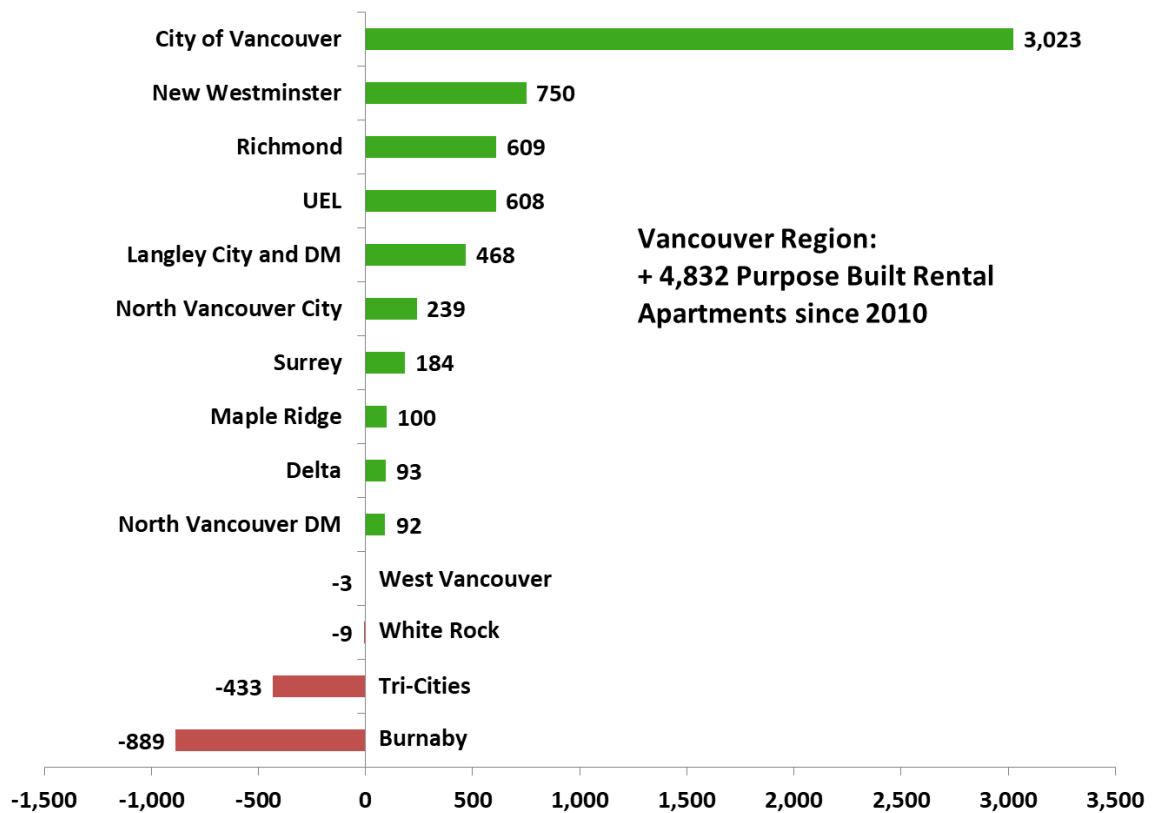 City of Vancouver 3,023
New Westminster 750
Richmond 609
UEL 608
Langley City and DM 468
Vancouver Region:
+ 4,832 Purpose Built Rental
Apartments since 2010
North Vancouver City 239
Surrey 184
Maple Ridge 100
Delta 93
North Vancouver DM 92
-3 West Vancouver
-9 White Rock
-433 Tri-Cities
-889 Burnaby
-1,500 -1,000 -500 0 500 1,000 1,500 2,000 2,500 3,000 3,500